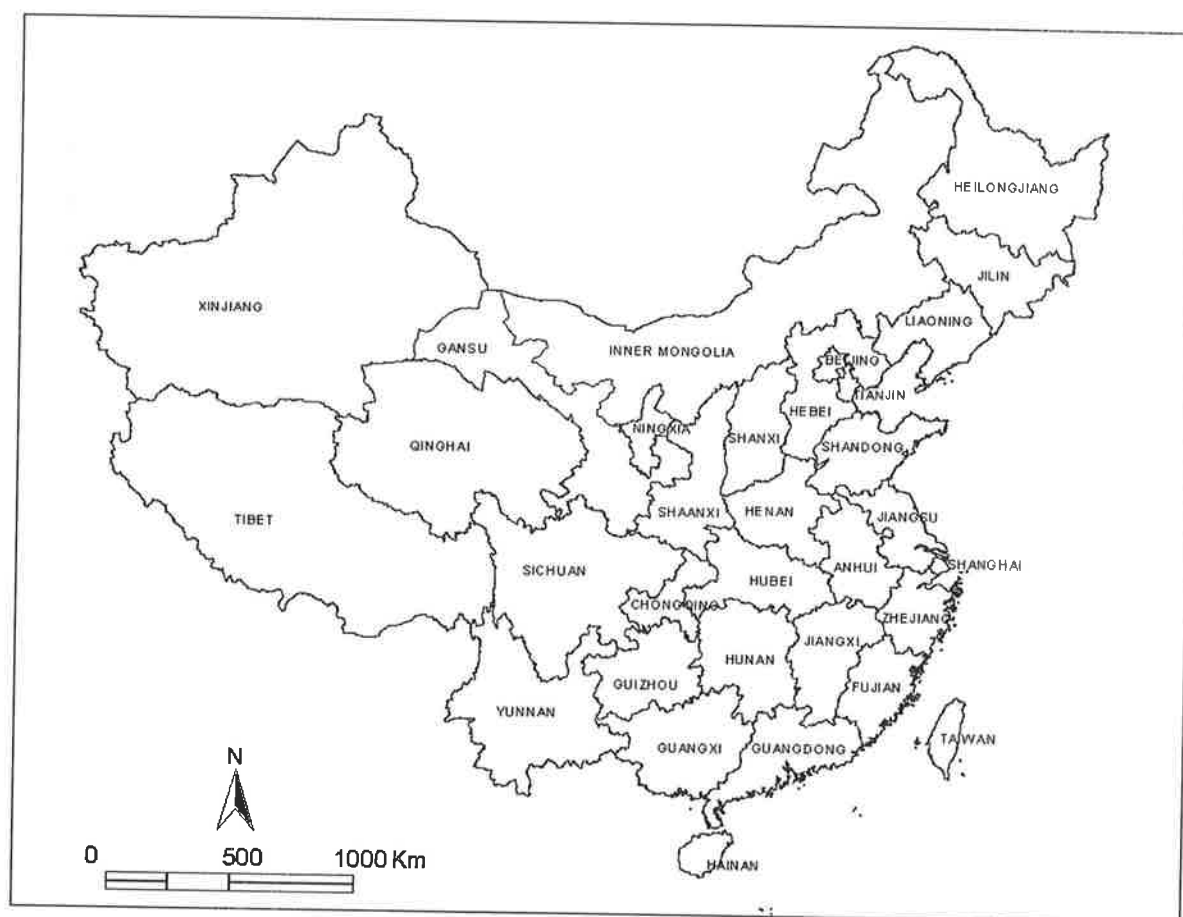 HEILONGJIANG
JILIN
XINJIANG
LIAONING
GANSU
INNER MONGOLIA
BEIJING
TIANJIN
HEBEI
NINGXIA
SHANXI
QINGHAI
SHANDONG
SHAANXI
HENAN
JIANGSU
TIBET
SICHUAN
ANHUI
SHANGHAI
HUBEI
CHONGQING
ZHEJIANG
JIANGXI
HUNAN
GUIZHOU
FUJIAN
YUNNAN
TAIWAN
GUANGXI
GUANGDONG
N
0 500 1000 Km
HAINAN